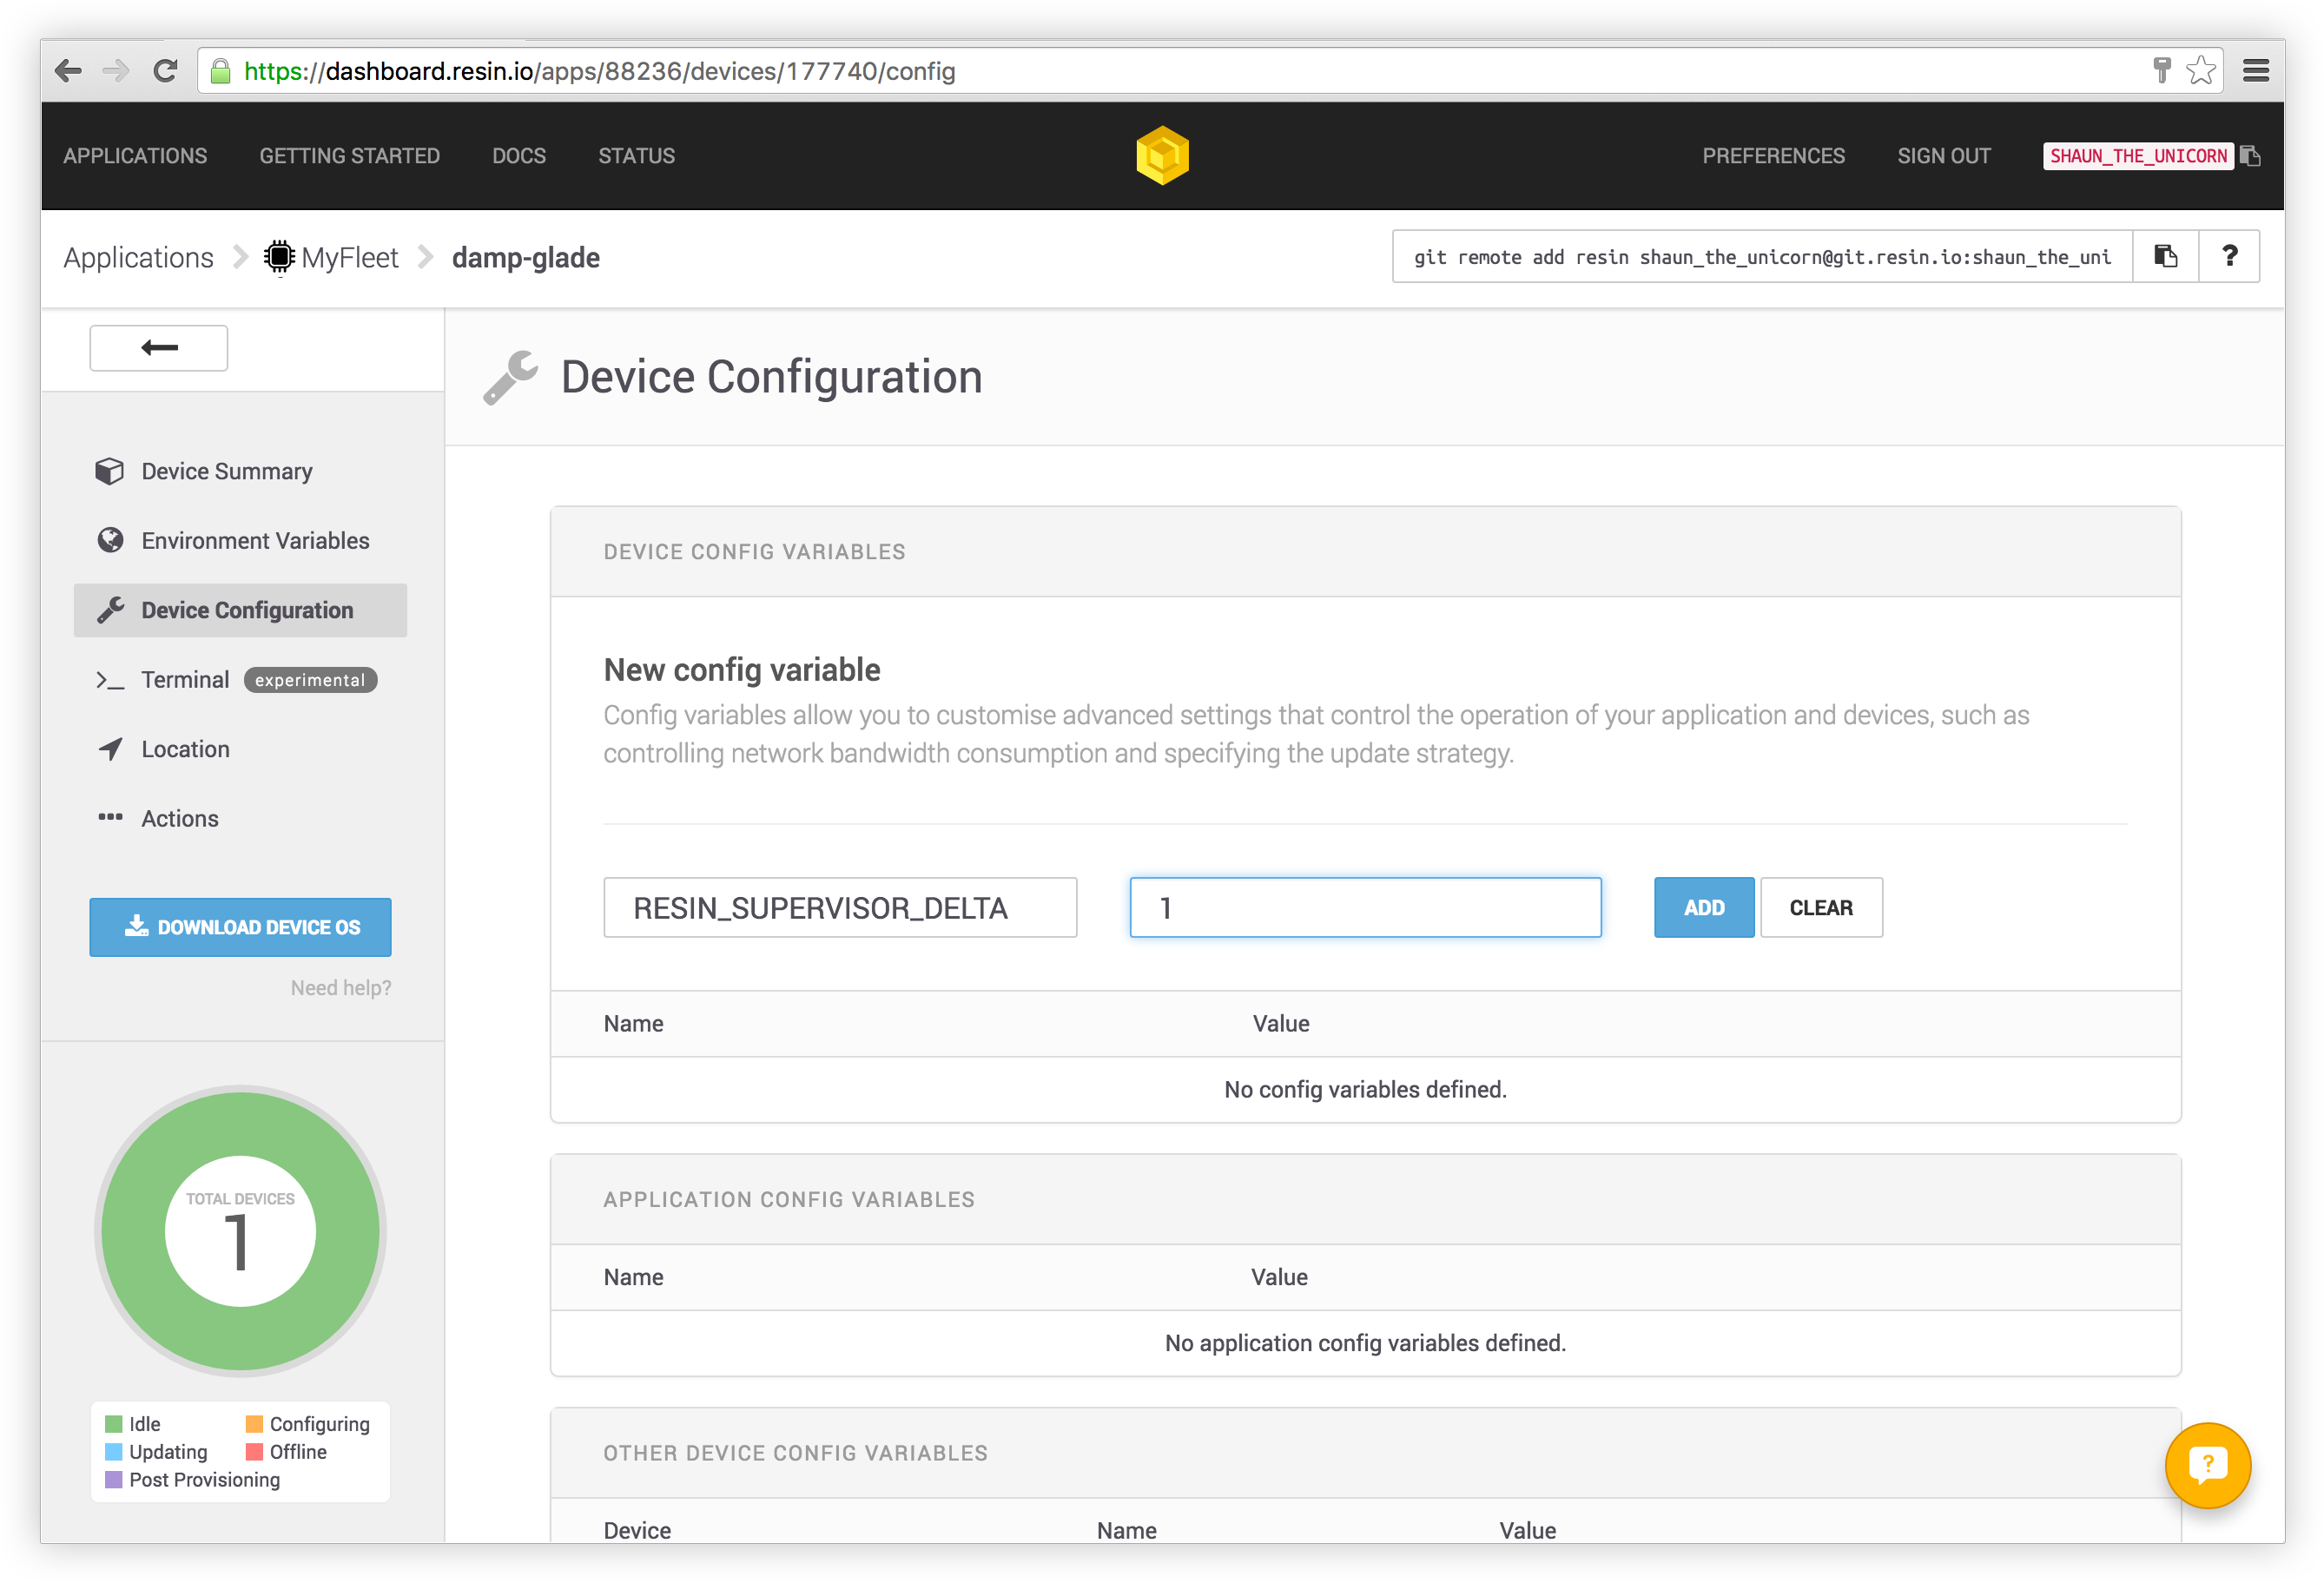 https://dashboard.resin.io/apps/88236/devices/177740/config
APPLICATIONS GETTING STARTED DOCS STATUS PREFERENCES SIGN OUT SHAUN_THE_UNICORN
Applications MyFleet damp-glade git remote add resin shaun_the_unicorn@git.resin.io:shaun_the_uni ?
Device Configuration
Device Summary
Environment Variables
Device Configuration
Terminal experimental
Location
Actions
DOWNLOAD DEVICE OS
Need help?
TOTAL DEVICES
1
Idle Configuring
Updating Offline
Post Provisioning
DEVICE CONFIG VARIABLES
New config variable
Config variables allow you to customise advanced settings that control the operation of your application and devices, such as
controlling network bandwidth consumption and specifying the update strategy.
RESIN_SUPERVISOR_DELTA 1 ADD CLEAR
Name Value
No config variables defined.
APPLICATION CONFIG VARIABLES
Name Value
No application config variables defined.
OTHER DEVICE CONFIG VARIABLES
?
Device Name Value